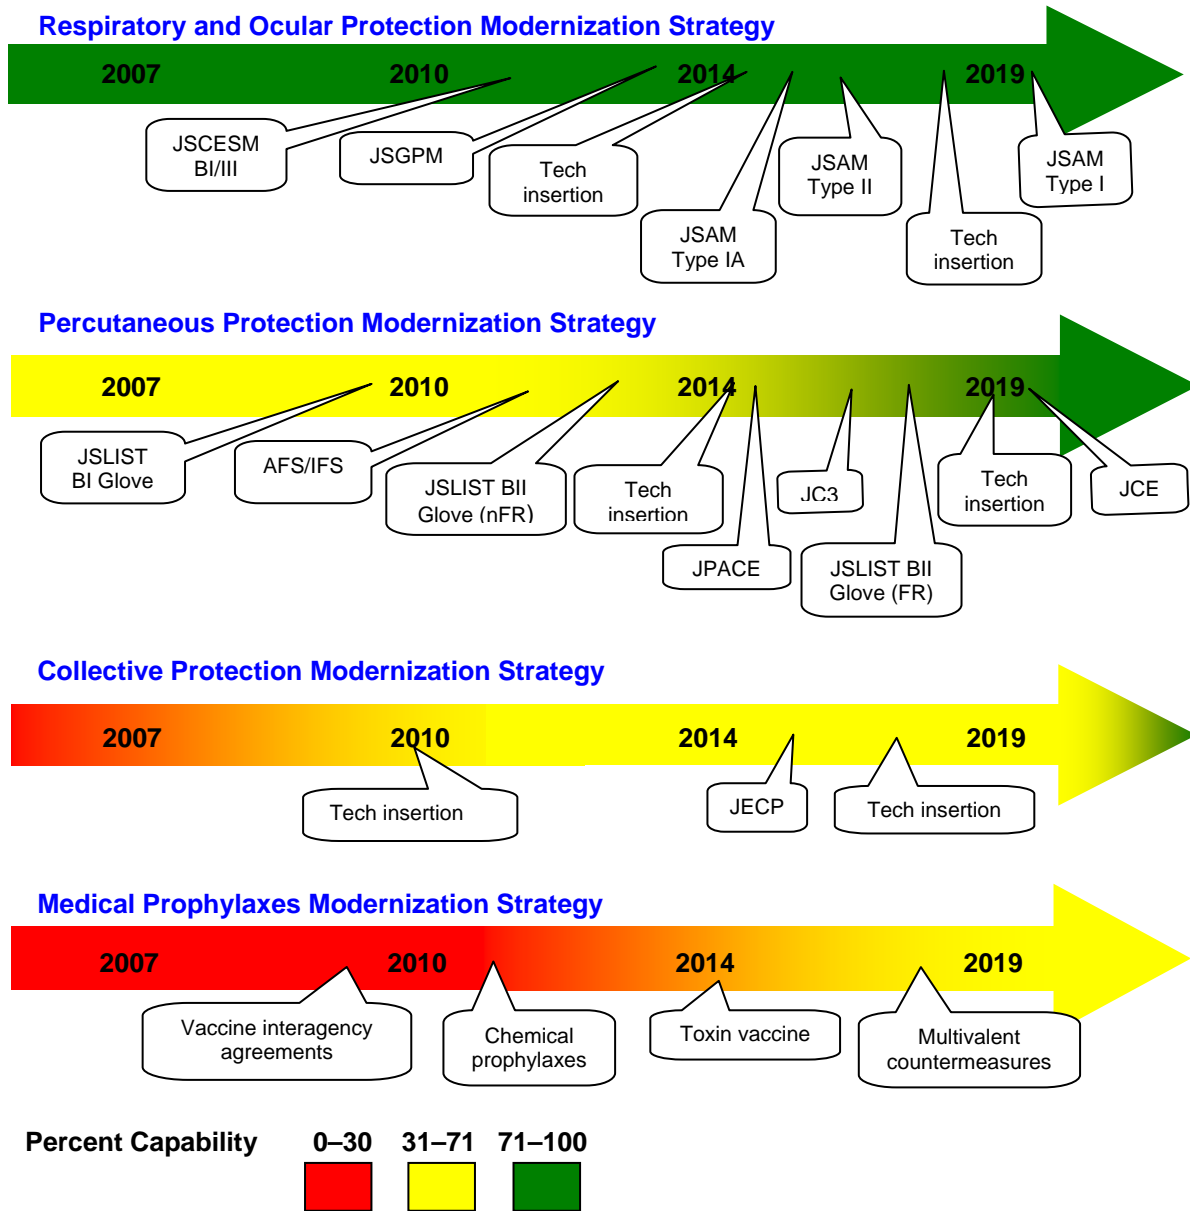 Respiratory and Ocular Protection Modernization Strategy
2007 2010 2014 2019
JSCESM
BI/III
JSGPM
Tech
insertion
JSAM
Type IA
JSAM
Type II
Tech
insertion
JSAM
Type I
Percutaneous Protection Modernization Strategy
2007 2010 2014 2019
JSLIST
BI Glove
AFS/IFS
JSLIST BII
Glove (nFR)
Tech
insertion
JPACE
JC3
JSLIST BII
Glove (FR)
Tech
insertion
JCE
Collective Protection Modernization Strategy
2007 2010 2014 2019
Tech insertion
JECP
Tech insertion
Medical Prophylaxes Modernization Strategy
2007 2010 2014 2019
Vaccine interagency
agreements
Chemical
prophylaxes
Toxin vaccine
Multivalent
countermeasures
Percent Capability 0–30 31–71 71–100